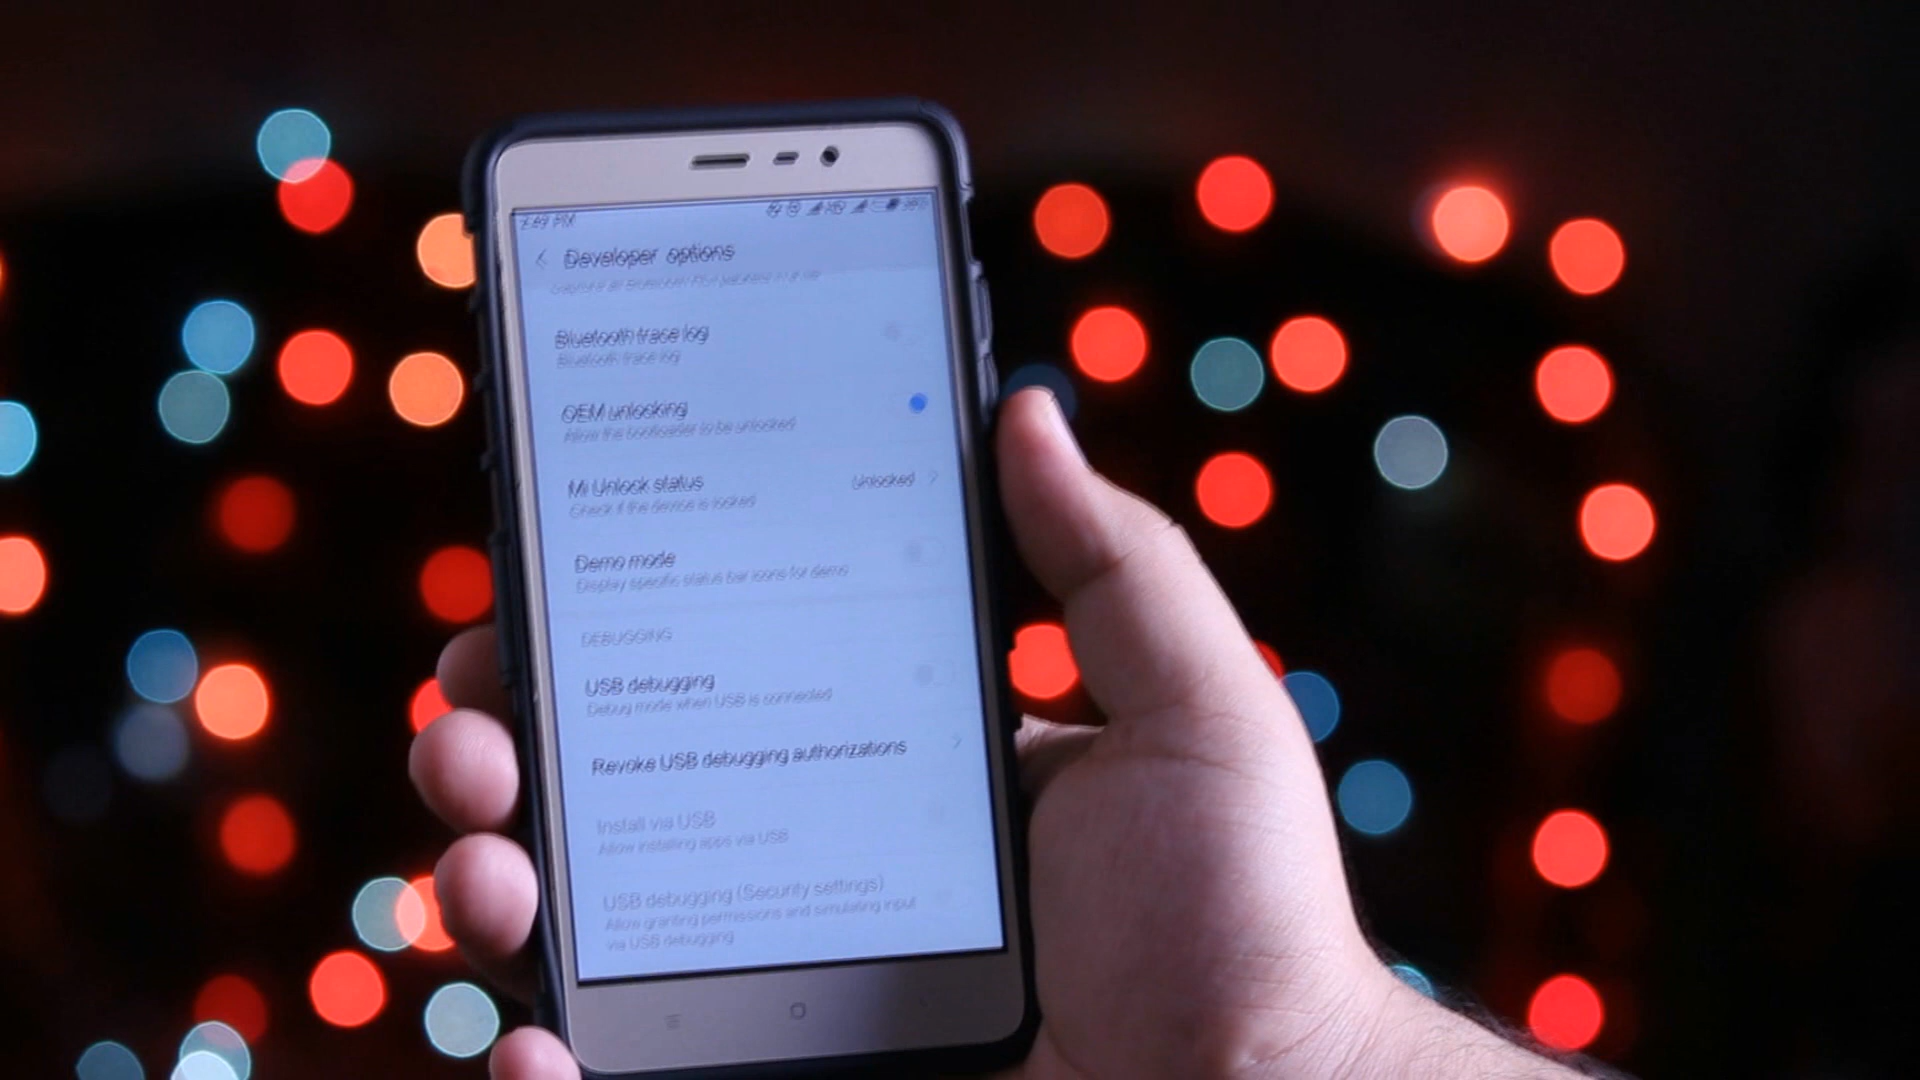 2:49 PM
Developer options
Bluetooth trace log
Bluetooth trace log
OEM unlocking
Allow the bootloader to be unlocked
Mi Unlock status
Unlocked
Check if the device is locked
Demo mode
Display specific status bar icons for demo
DEBUGGING
USB debugging
Debug mode when USB is connected
Revoke USB debugging authorizations
Install via USB
Allow installing apps via USB
USB debugging (Security settings)
Allow granting permissions and simulating input
via USB debugging